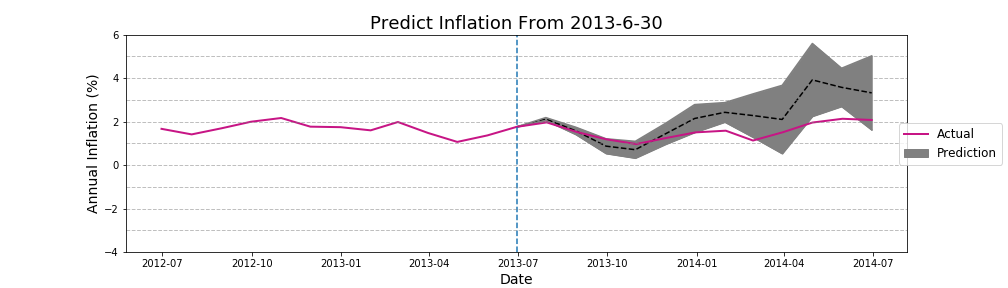 Predict Inflation From 2013-6-30
Annual Inflation (%)
6
4
2
0
−2
−4
2012-07 2012-10 2013-01 2013-04 2013-07 2013-10 2014-01 2014-04 2014-07
Date
Actual
Prediction